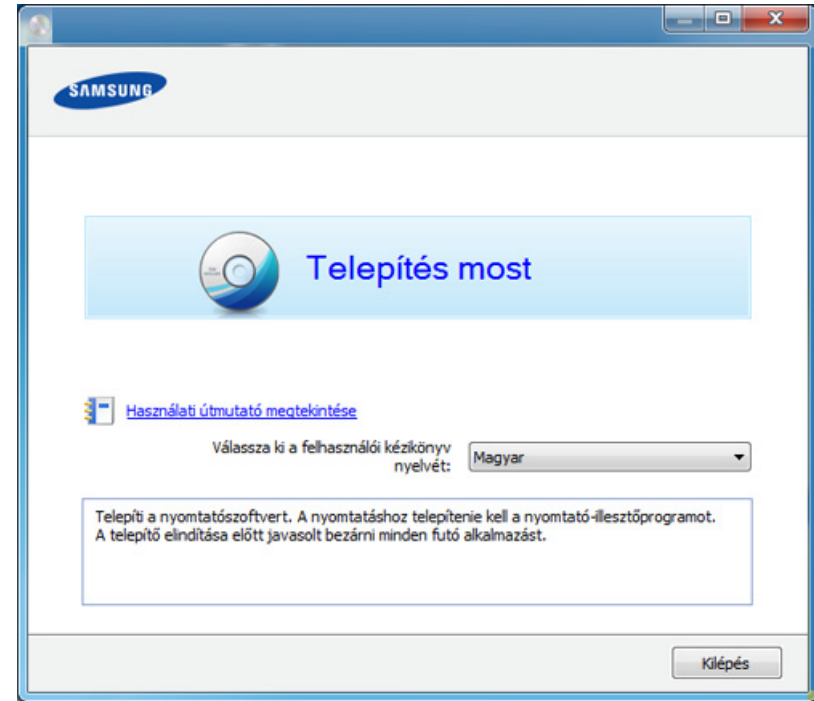 SAMSUNG
Telepítés most
Használati útmutató megtekintése
Válassza ki a felhasználói kézikönyv
nyelvét:
Magyar
Telepíti a nyomtatószoftvert. A nyomtatáshoz telepítenie kell a nyomtató-illesztőprogramot.
A telepítő elindítása előtt javasolt bezárni minden futó alkalmazást.
Kilépés